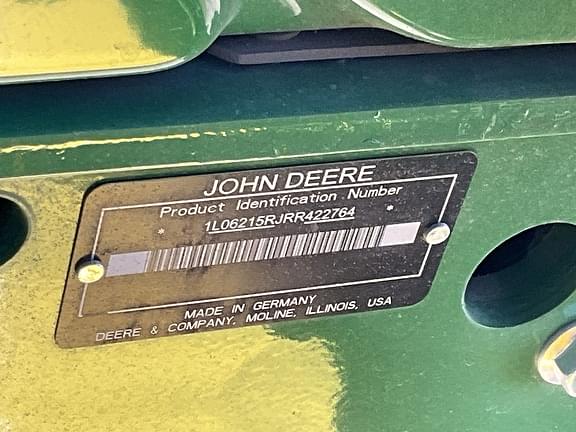 JOHN DEERE
Product Identification Number
* 1L06215RJRR422764 *
MADE IN GERMANY
DEERE & COMPANY, MOLINE, ILLINOIS, USA